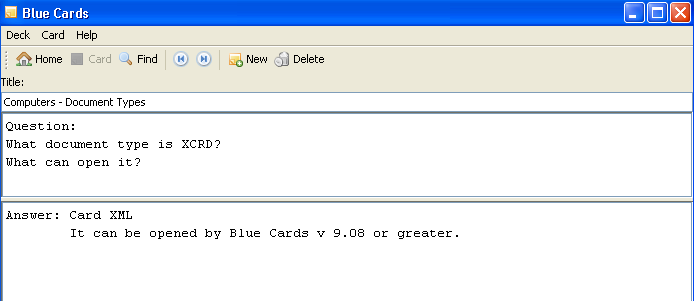 Blue Cards
Deck Card Help
Home Card Find New Delete
Title:
Computers - Document Types
Question:
What document type is XCRD?
What can open it?
Answer: Card XML
It can be opened by Blue Cards v 9.08 or greater.